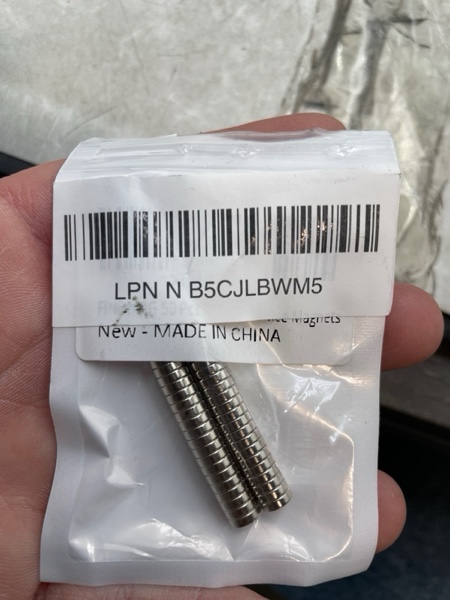 LPN N B5CJLBWM5
Magnets
New - MADE IN CHINA